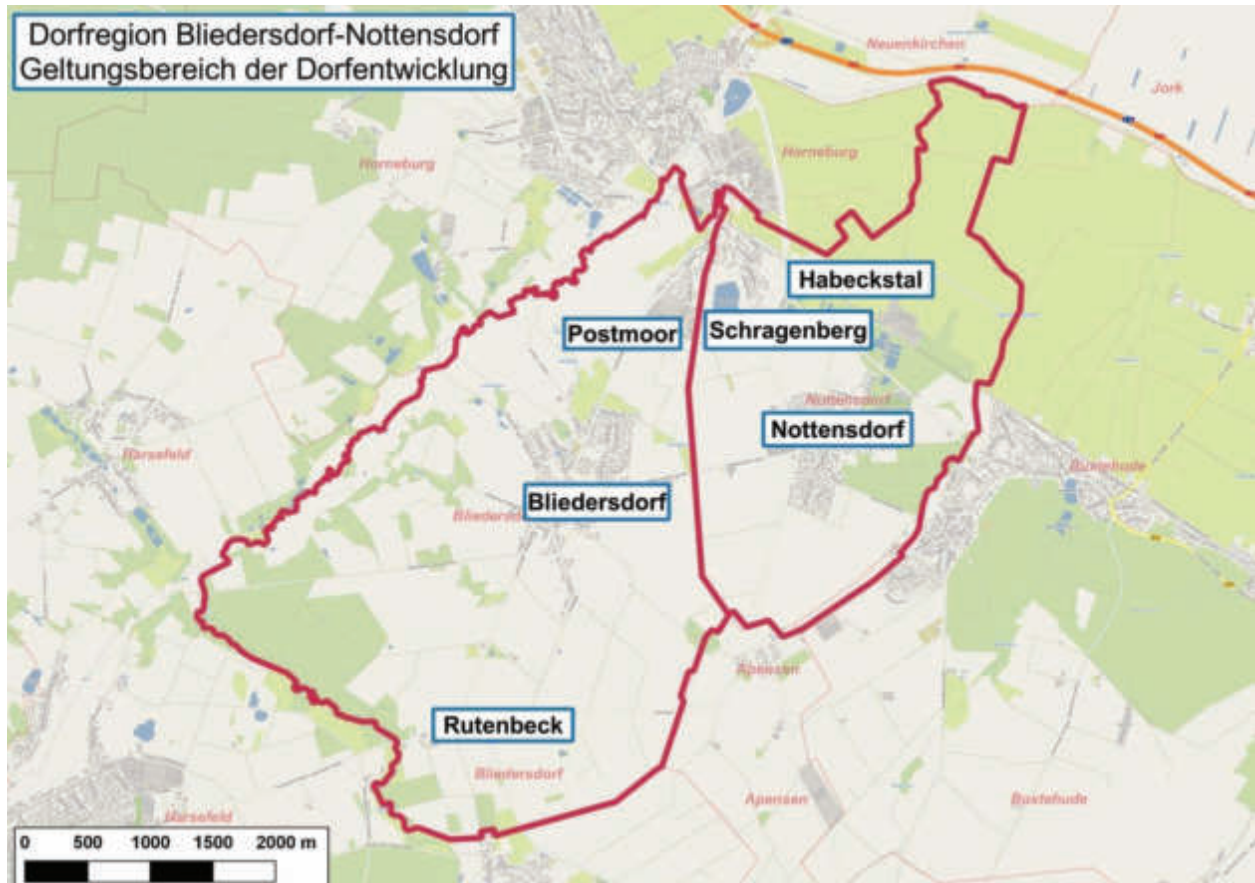 Dorfregion Bliedersdorf-Nottensdorf
Geltungsbereich der Dorfentwicklung
Neuenkirchen
Jork
Horneburg
Horneburg
Habeckstal
Postmoor
Schragenberg
Nottensdorf
Nottensdorf
Harsefeld
Buxtehude
Bliedersdorf
Bliedersdorf
Apensen
Rutenbeck
Bliedersdorf
Apensen
Buxtehude
Harsefeld
0 500 1000 1500 2000 m